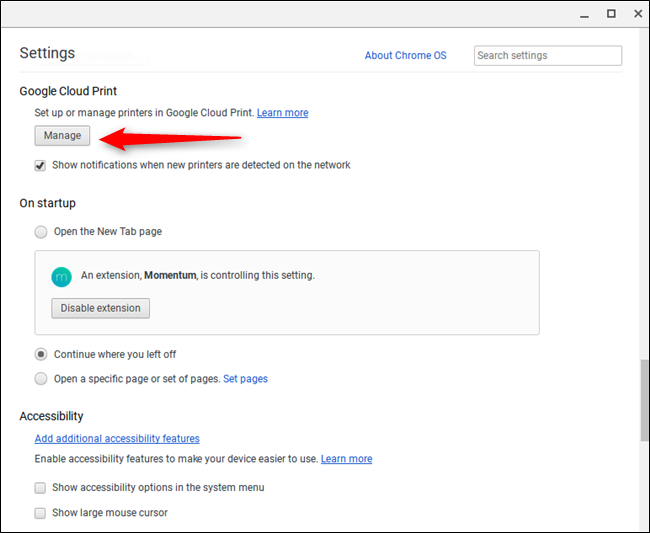 Settings
About Chrome OS
Search settings
Google Cloud Print
Set up or manage printers in Google Cloud Print. Learn more
Manage
Show notifications when new printers are detected on the network
On startup
Open the New Tab page
m
An extension, Momentum, is controlling this setting.
Disable extension
Continue where you left off
Open a specific page or set of pages. Set pages
Accessibility
Add additional accessibility features
Enable accessibility features to make your device easier to use. Learn more
Show accessibility options in the system menu
Show large mouse cursor